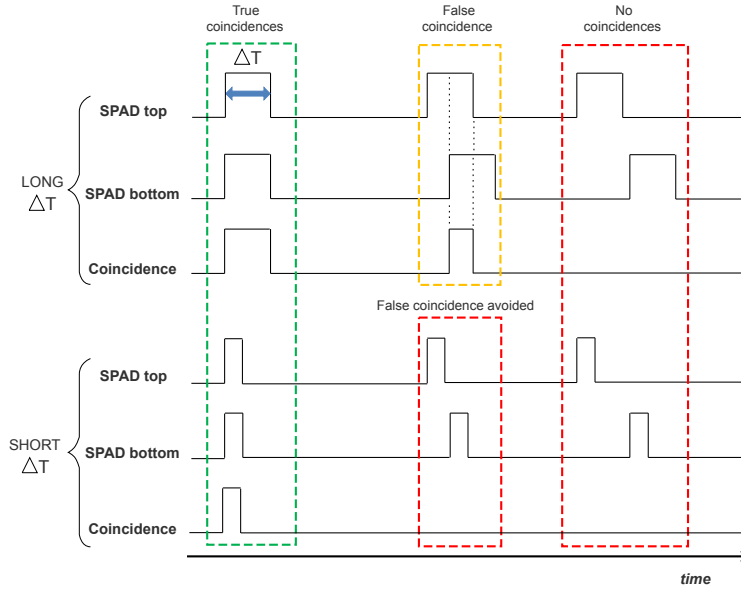 True
coincidences
False
coincidence
No
coincidences
△T
SPAD top
LONG
△T
SPAD bottom
Coincidence
False coincidence avoided
SPAD top
SHORT
△T
SPAD bottom
Coincidence
time